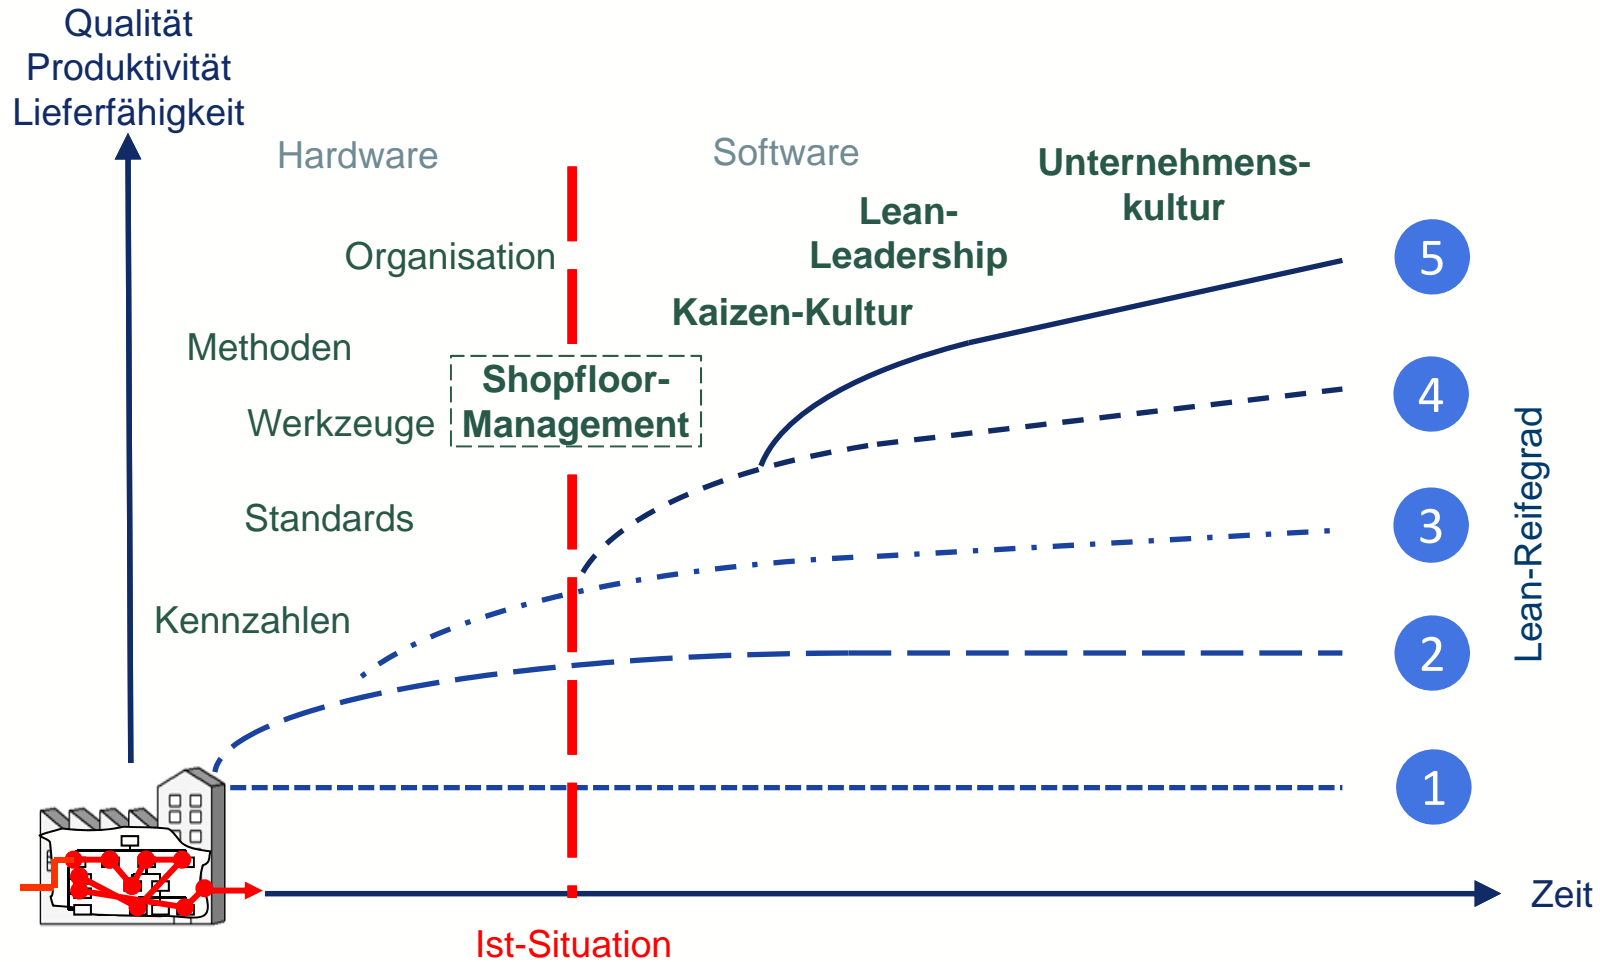 Qualität
Produktivität
Lieferfähigkeit
Hardware
Software
Unternehmens-
kultur
Lean-
Leadership
Organisation
Kaizen-Kultur
Methoden
Shopfloor-
Management
Werkzeuge
Standards
Kennzahlen
5
4
3
2
1
Lean-Reifegrad
Zeit
Ist-Situation